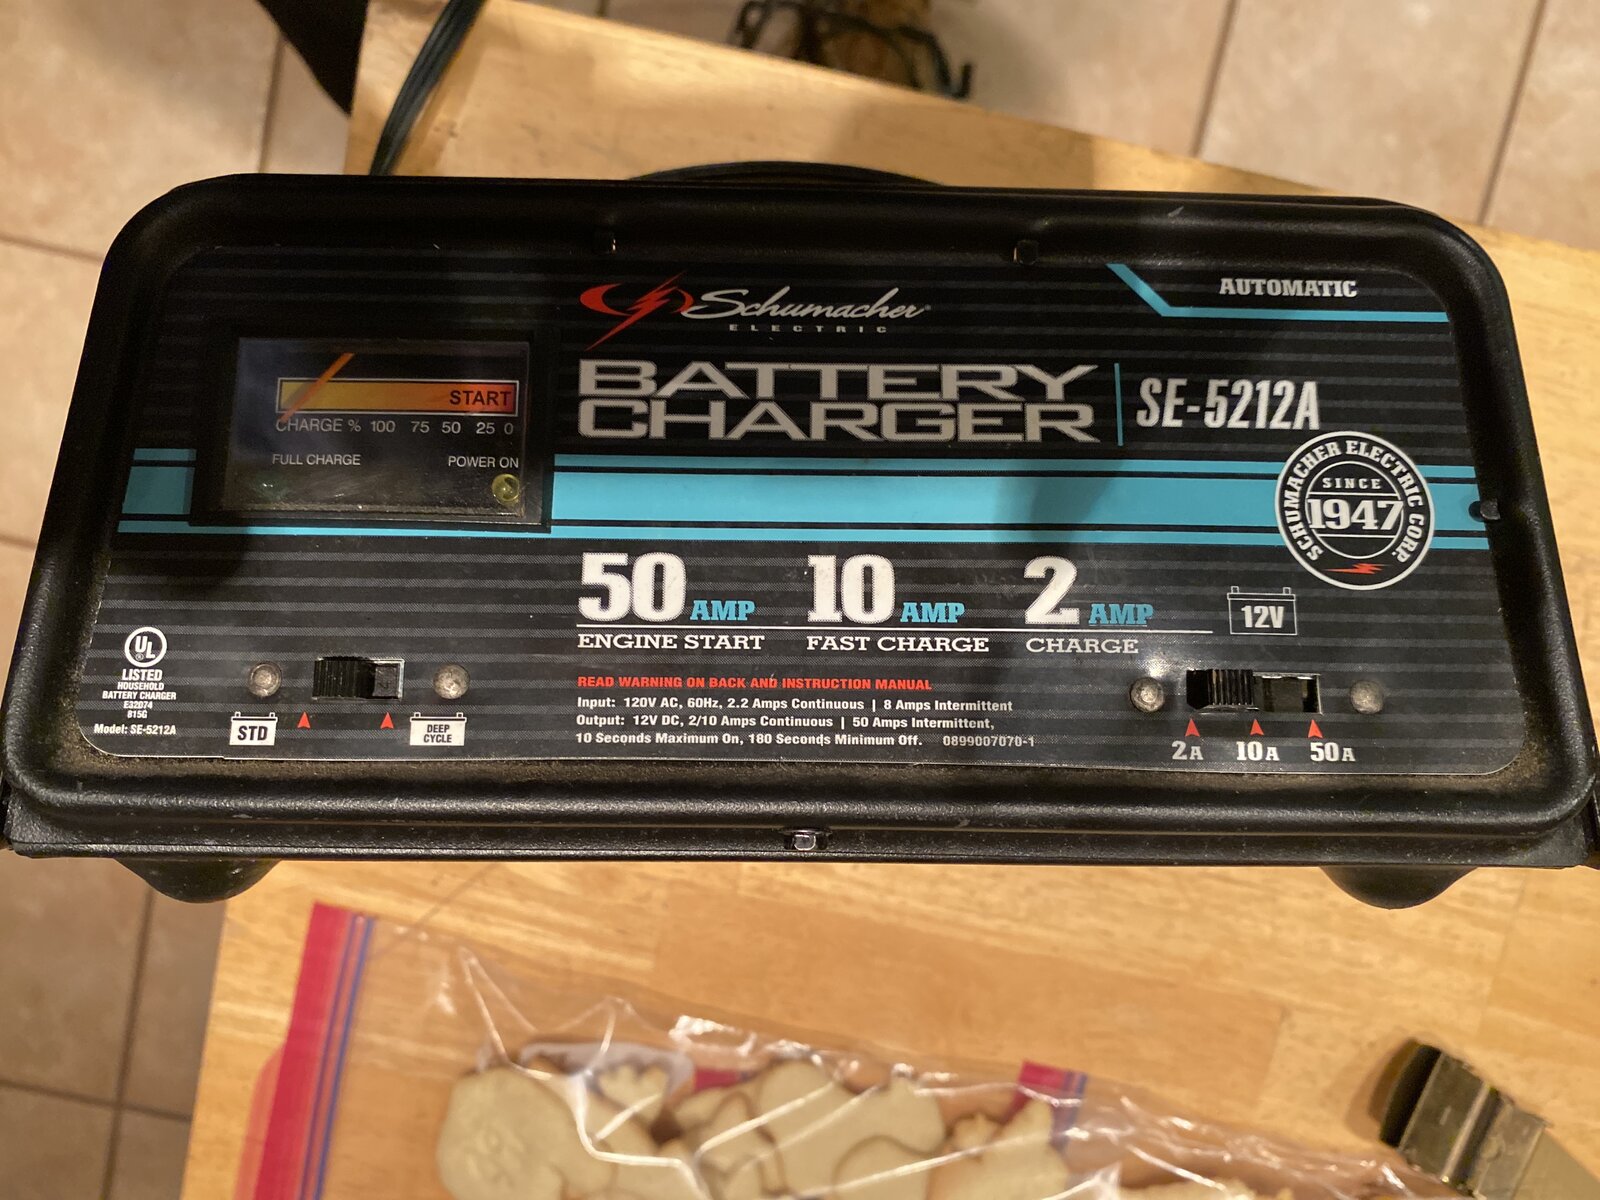 Schumacher®
ELECTRIC
AUTOMATIC
BATTERY
CHARGER
SE-5212A
START
CHARGE % 100 75 50 25 0
FULL CHARGE POWER ON
SCHUMACHER ELECTRIC CORP.
SINCE
1947
50 AMP
ENGINE START
10 AMP
FAST CHARGE
2 AMP
CHARGE
12V
UL
LISTED
HOUSEHOLD
BATTERY CHARGER
E32074
815G
Model: SE-5212A
STD
DEEP
CYCLE
READ WARNING ON BACK AND INSTRUCTION MANUAL
Input: 120V AC, 60Hz, 2.2 Amps Continuous | 8 Amps Intermittent
Output: 12V DC, 2/10 Amps Continuous | 50 Amps Intermittent,
10 Seconds Maximum On, 180 Seconds Minimum Off. 0899007070-1
2A 10A 50A